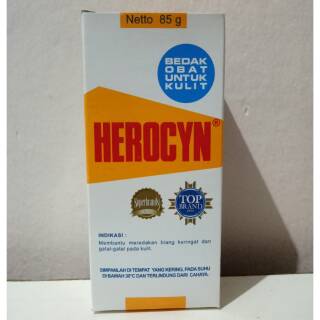 Netto 85 g
BEDAK
OBAT
UNTUK
KULIT
HEROCYN®
Superbrands
TOP
BRAND
INDIKASI :
Membantu meredakan biang keringat dan
gatal-gatal pada kulit.
SIMPANLAH DI TEMPAT YANG KERING, PADA SUHU
DI BAWAH 30°C DAN TERLINDUNG DARI CAHAYA.